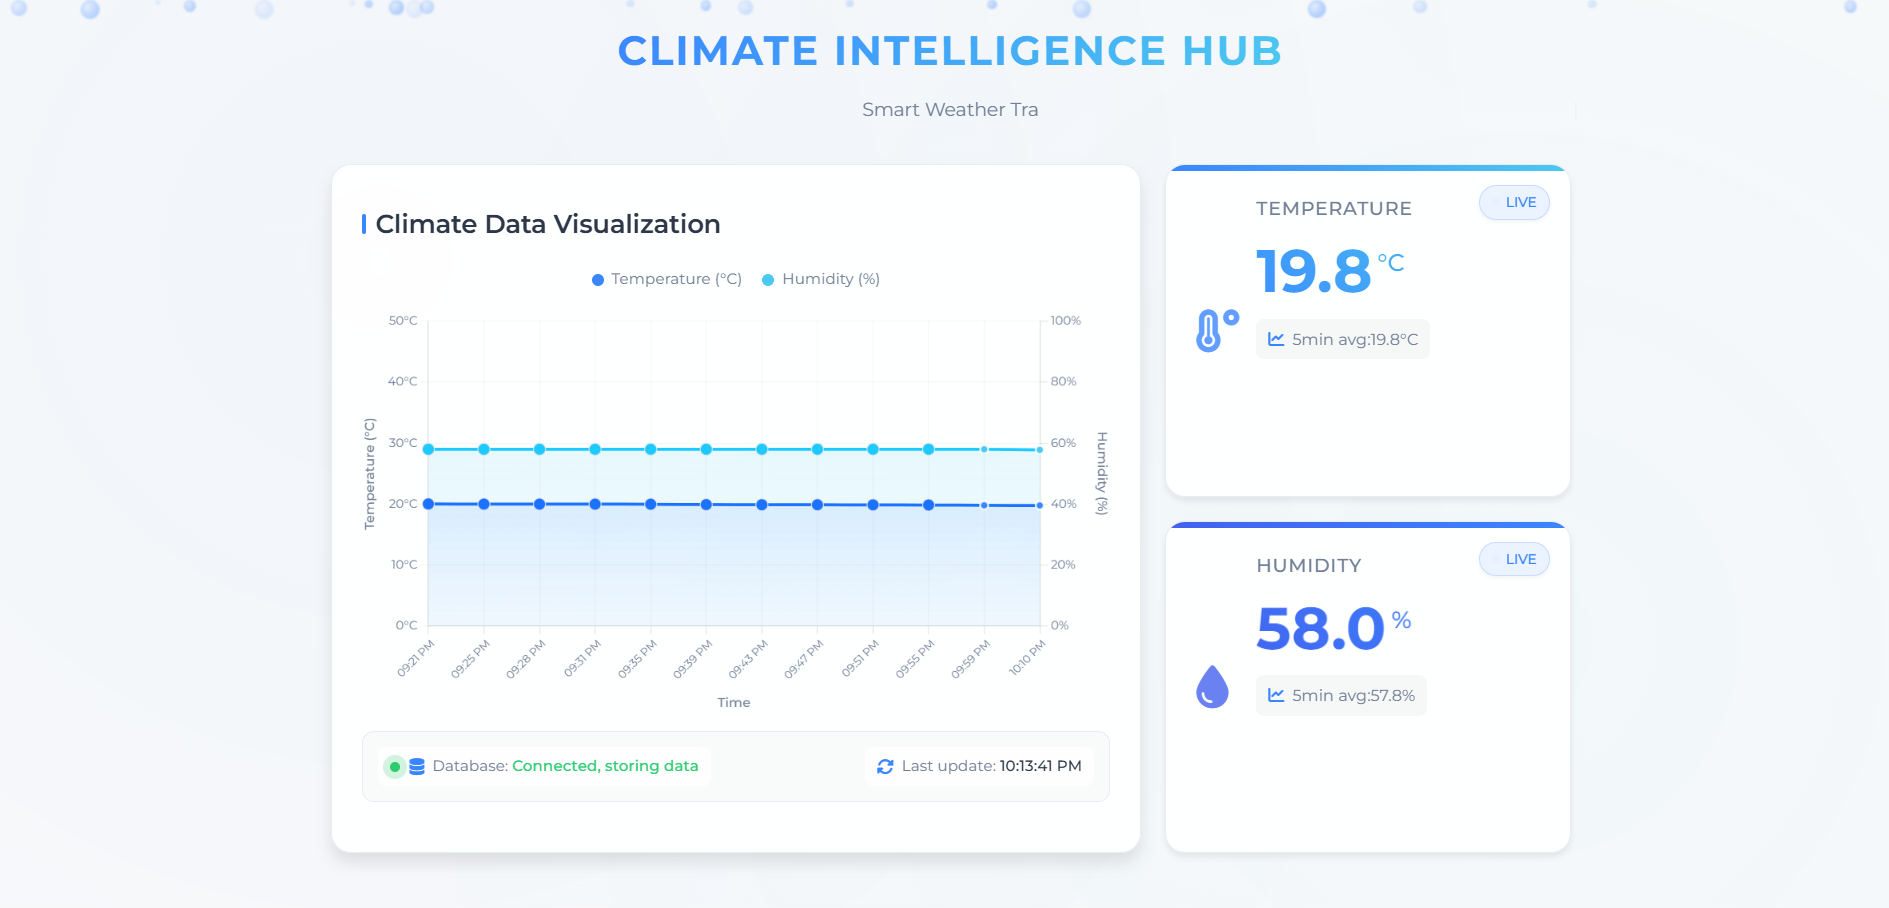 CLIMATE INTELLIGENCE HUB
Smart Weather Tra
Climate Data Visualization
Temperature (°C)
Humidity (%)
50°C
40°C
30°C
20°C
10°C
0°C
Temperature (°C)
100%
80%
60%
40%
20%
0%
Humidity (%)
09:21 PM
09:25 PM
09:28 PM
09:31 PM
09:35 PM
09:39 PM
09:43 PM
09:47 PM
09:51 PM
09:55 PM
09:59 PM
10:10 PM
Time
Database: Connected, storing data
Last update: 10:13:41 PM
TEMPERATURE
LIVE
19.8 °C
5min avg:19.8°C
HUMIDITY
LIVE
58.0 %
5min avg:57.8%